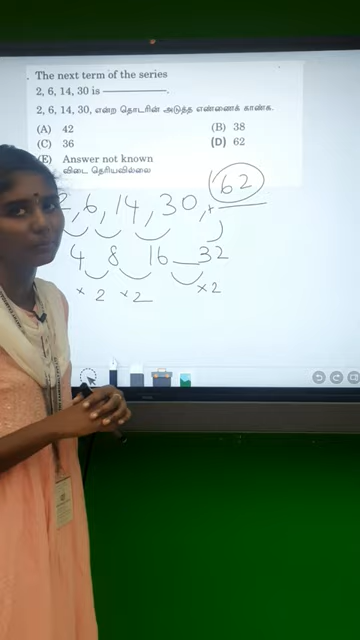 . The next term of the series
2, 6, 14, 30 is ————.
2, 6, 14, 30, என்ற தொடரின் அடுத்த எண்ணைக் காண்க.
(A) 42 (B) 38
(C) 36 (D) 62
(E) Answer not known
விடை தெரியவில்லை
2, 6, 14, 30, 62
4 8 16 32
×2 ×2 ×2